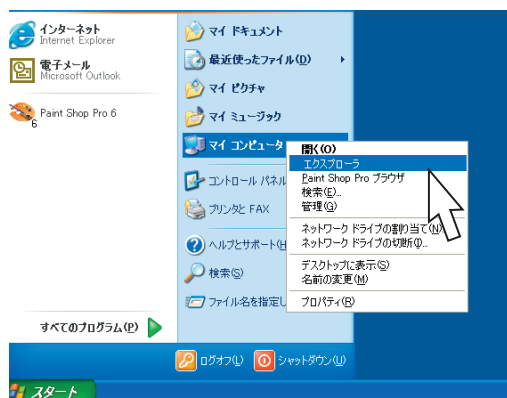 インターネット
Internet Explorer
電子メール
Microsoft Outlook
Paint Shop Pro 6
6
すべてのプログラム(P)
マイ ドキュメント
最近使ったファイル(D)
マイ ピクチャ
マイ ミュージック
マイ コンピュータ
コントロール パネル
プリンタと FAX
ヘルプとサポート(H
検索(S)
ファイル名を指定し
開く(O)
エクスプローラ
Paint Shop Pro ブラウザ
検索(E)...
管理(G)
ネットワーク ドライブの割り当て(N)
ネットワーク ドライブの切断(I)...
デスクトップに表示(S)
名前の変更(M)
プロパティ(R)
ログオフ(L)
シャットダウン(U)
スタート